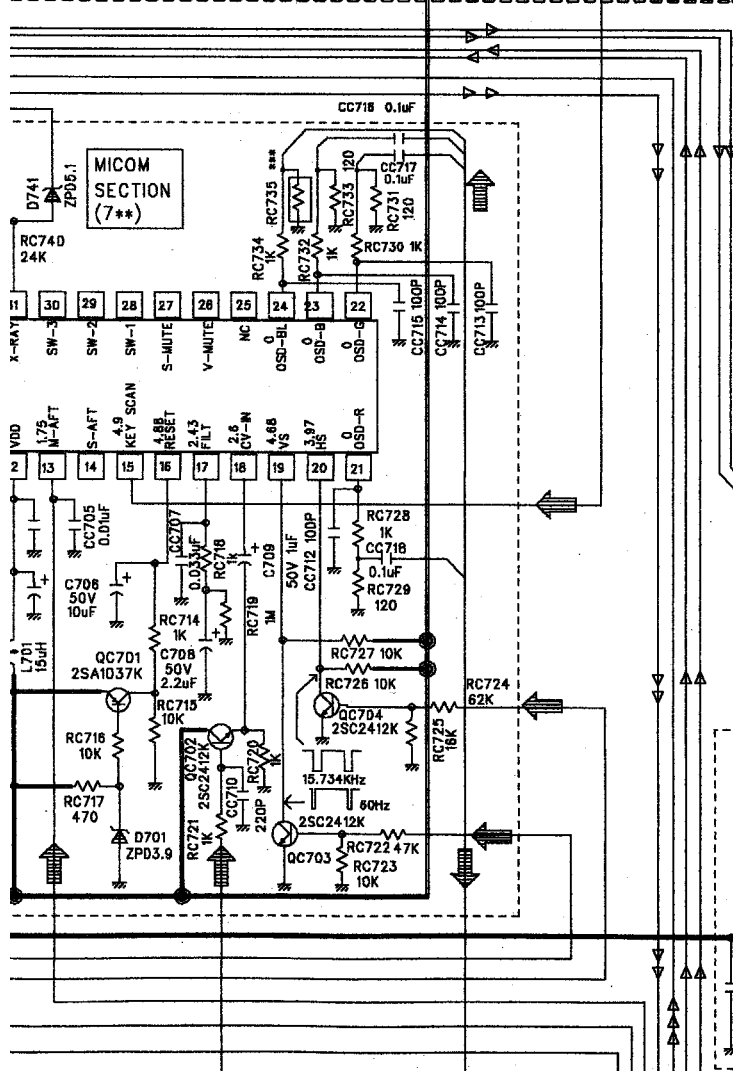 CC716 0.1uF
MICOM
SECTION
(7**)
D741
ZPD5.1
RC740
24K
***
RC735
120
RC733
CC717
0.1uF
RC731
120
RC734
1K
RC732
1K
RC730 1K
CC715 100P
CC714 100P
CC713 100P
31
30
29
28
27
26
25
24
23
22
X-RAY
SW-3
SW-2
SW-1
S-MUTE
V-MUTE
NC
0
OSD-BL
0
OSD-B
0
OSD-G
VDD
1.75
M-AFT
S-AFT
4.9
KEY SCAN
4.88
RESET
2.43
FILT
2.6
CV-IN
4.68
VS
3.97
HS
0
OSD-R
2
13
14
15
16
17
18
19
20
21
CC705
0.01uF
CC707
0.033uF
RC718
1k
C709
50V 1uF
CC712 100P
RC728
1K
CC718
0.1uF
RC729
120
C706
50V
10uF
RC714
1K
C708
50V
2.2uF
RC719
1M
L701
15uH
QC701
2SA1037K
RC727 10K
RC726 10K
RC724
62K
RC715
10K
RC716
10K
QC702
2SC2412K
RC720
1K
QC704
2SC2412K
RC725
16K
15.734KHz
60Hz
CC710
220P
RC717
470
D701
ZPD3.9
RC721
1K
2SC2412K
QC703
RC722 47K
RC723
10K